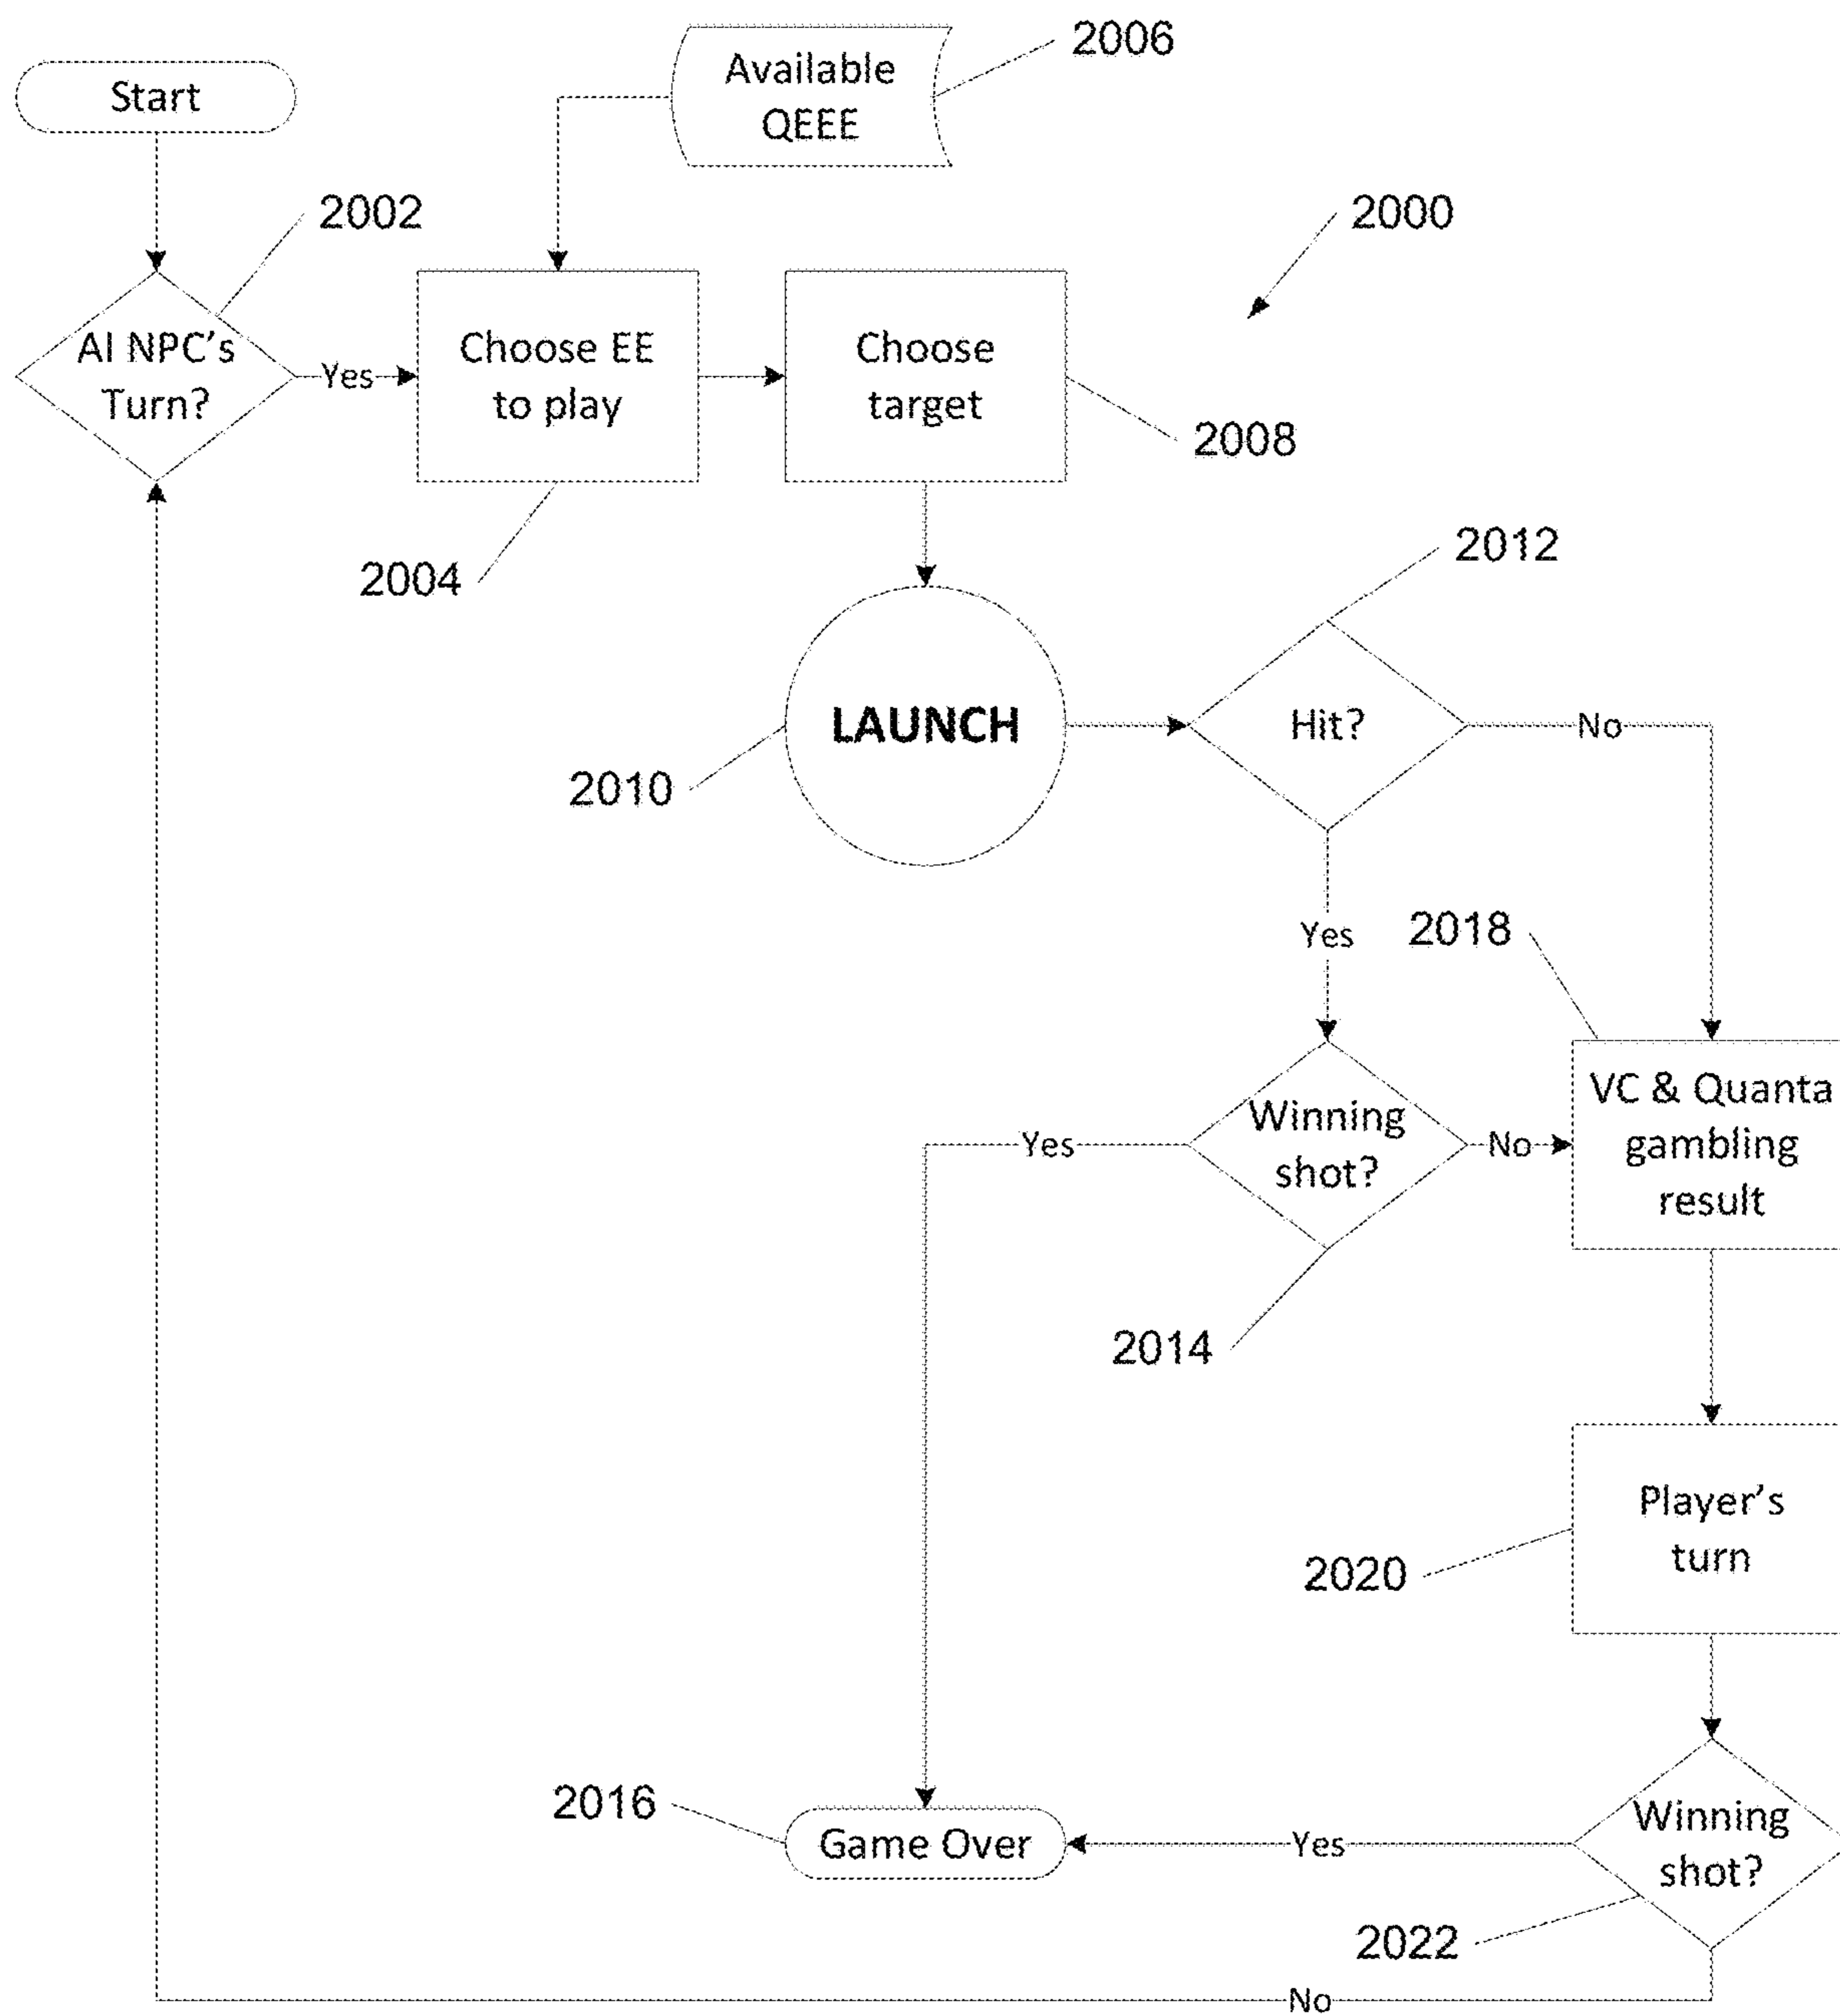 Available
QEEE
2006
Start
2002
2000
AI NPC's
Turn?
Yes
Choose EE
to play
Choose
target
2008
2004
2012
LAUNCH
Hit?
No
2010
Yes
2018
VC & Quanta
gambling
result
Winning
shot?
Yes
No
2014
Player's
turn
2020
2016
Game Over
Yes
Winning
shot?
2022
No